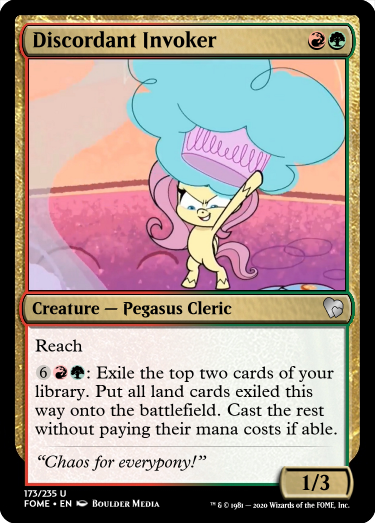 Discordant Invoker
Creature — Pegasus Cleric
Reach
6: Exile the top two cards of your
library. Put all land cards exiled this
way onto the battlefield. Cast the rest
without paying their mana costs if able.
“Chaos for everypony!”
1/3
173/235 U
FOME • EN Boulder Media
™ & © 1981 — 2020 Wizards of the FOME, Inc.